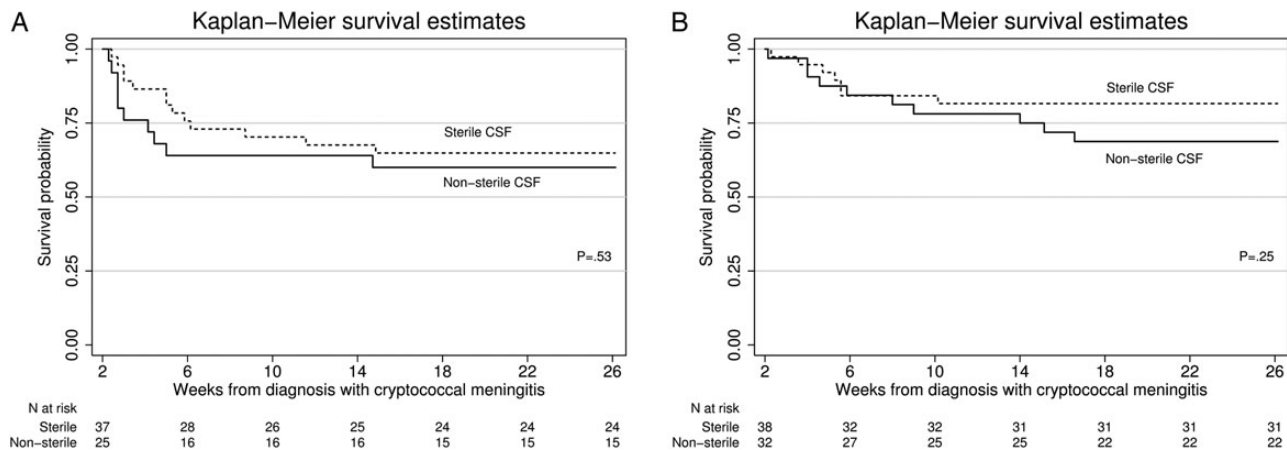 A
Kaplan−Meier survival estimates
Survival probability
1.00
0.75
0.50
0.25
0.00
Sterile CSF
Non−sterile CSF
P=.53
2 6 10 14 18 22 26
Weeks from diagnosis with cryptococcal meningitis
N at risk
Sterile 37 28 26 25 24 24 24
Non−sterile 25 16 16 16 15 15 15
B
Kaplan−Meier survival estimates
Survival probability
1.00
0.75
0.50
0.25
0.00
Sterile CSF
Non−sterile CSF
P=.25
2 6 10 14 18 22 26
Weeks from diagnosis with cryptococcal meningitis
N at risk
Sterile 38 32 32 31 31 31 31
Non−sterile 32 27 25 25 22 22 22